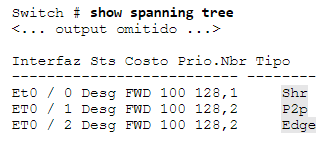 Switch # show spanning tree
<... output omitido ...>
Interfaz Sts Costo Prio.Nbr Tipo
------------------------- --------
Et0 / 0 Desg FWD 100 128,1 Shr
ET0 / 1 Desg FWD 100 128,2 P2p
ET0 / 2 Desg FWD 100 128,2 Edge